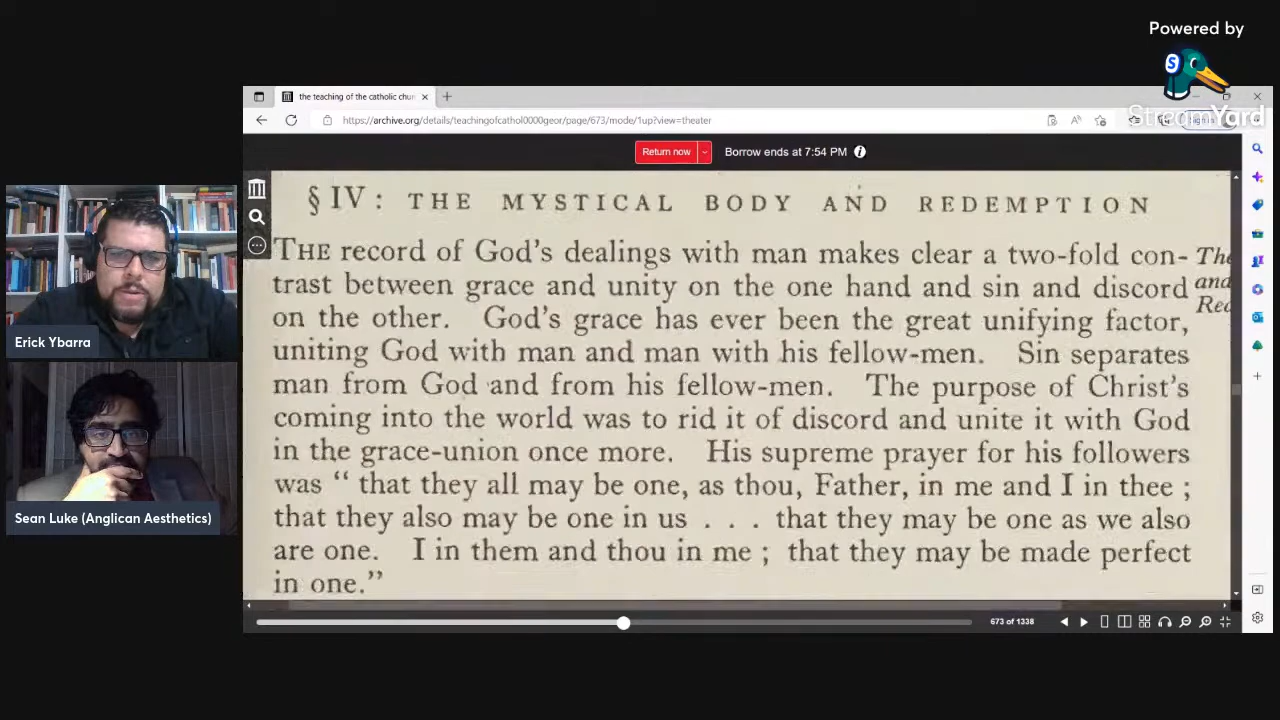 Powered by
StreamYard
the teaching of the catholic chur
https://archive.org/details/teachingofcathol0000geor/page/673/mode/1up?view=theater
Return now
Borrow ends at 7:54 PM
§ IV: THE MYSTICAL BODY AND REDEMPTION
THE record of God's dealings with man makes clear a two-fold con-
trast between grace and unity on the one hand and sin and discord
on the other. God's grace has ever been the great unifying factor,
uniting God with man and man with his fellow-men. Sin separates
man from God and from his fellow-men. The purpose of Christ's
coming into the world was to rid it of discord and unite it with God
in the grace-union once more. His supreme prayer for his followers
was “ that they all may be one, as thou, Father, in me and I in thee ;
that they also may be one in us . . . that they may be one as we also
are one. I in them and thou in me ; that they may be made perfect
in one.”
and
Erick Ybarra
Sean Luke (Anglican Aesthetics)
673 of 1338